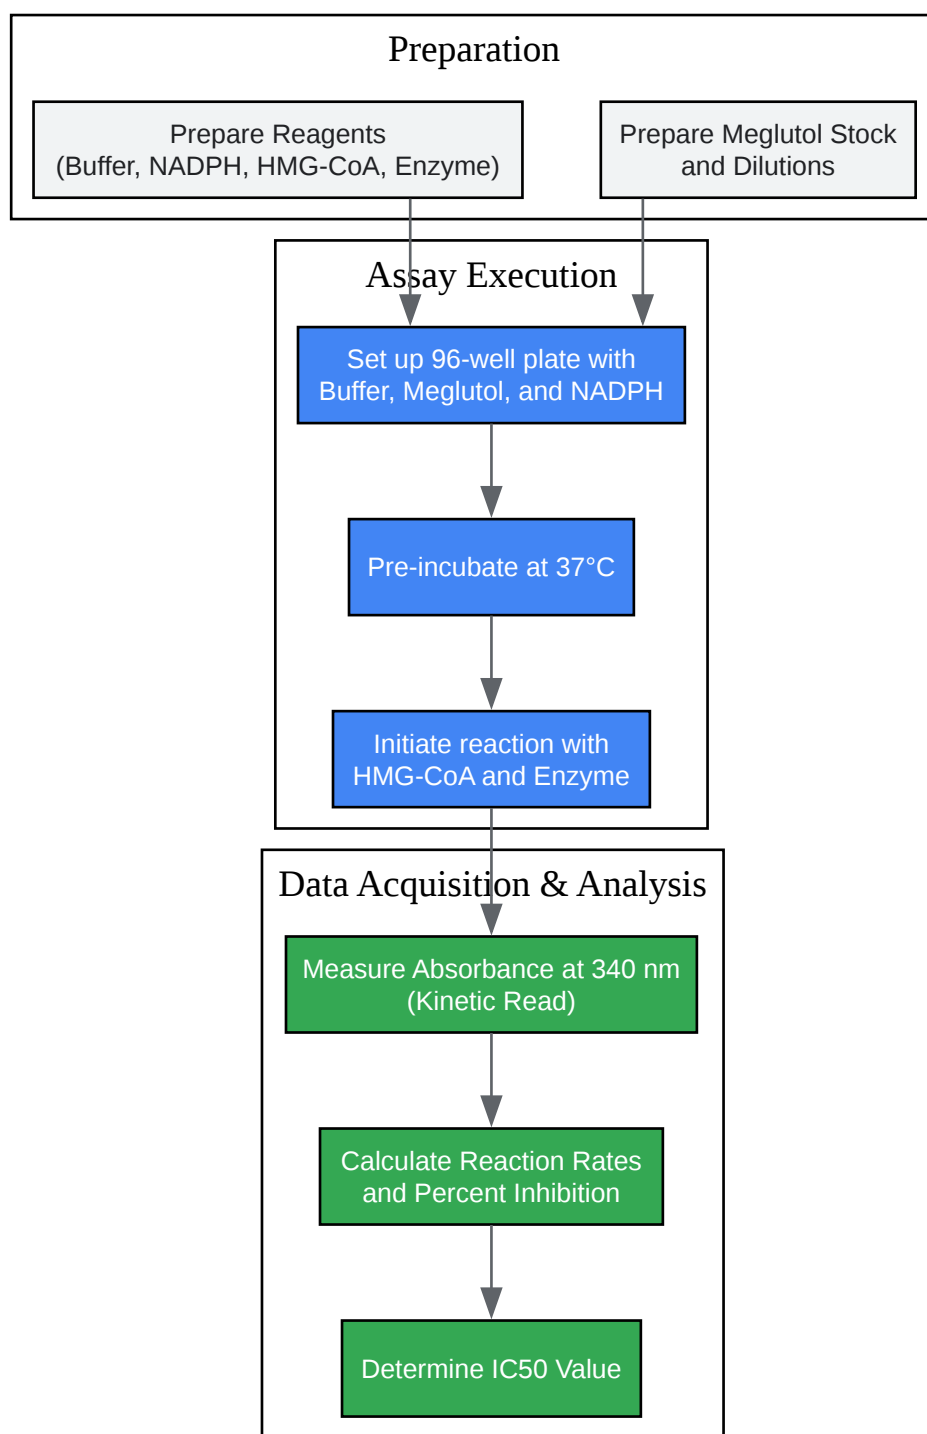 Preparation
Prepare Reagents
(Buffer, NADPH, HMG-CoA, Enzyme)
Prepare Meglutol Stock
and Dilutions
Assay Execution
Set up 96-well plate with
Buffer, Meglutol, and NADPH
Pre-incubate at 37°C
Initiate reaction with
HMG-CoA and Enzyme
Data Acquisition & Analysis
Measure Absorbance at 340 nm
(Kinetic Read)
Calculate Reaction Rates
and Percent Inhibition
Determine IC50 Value